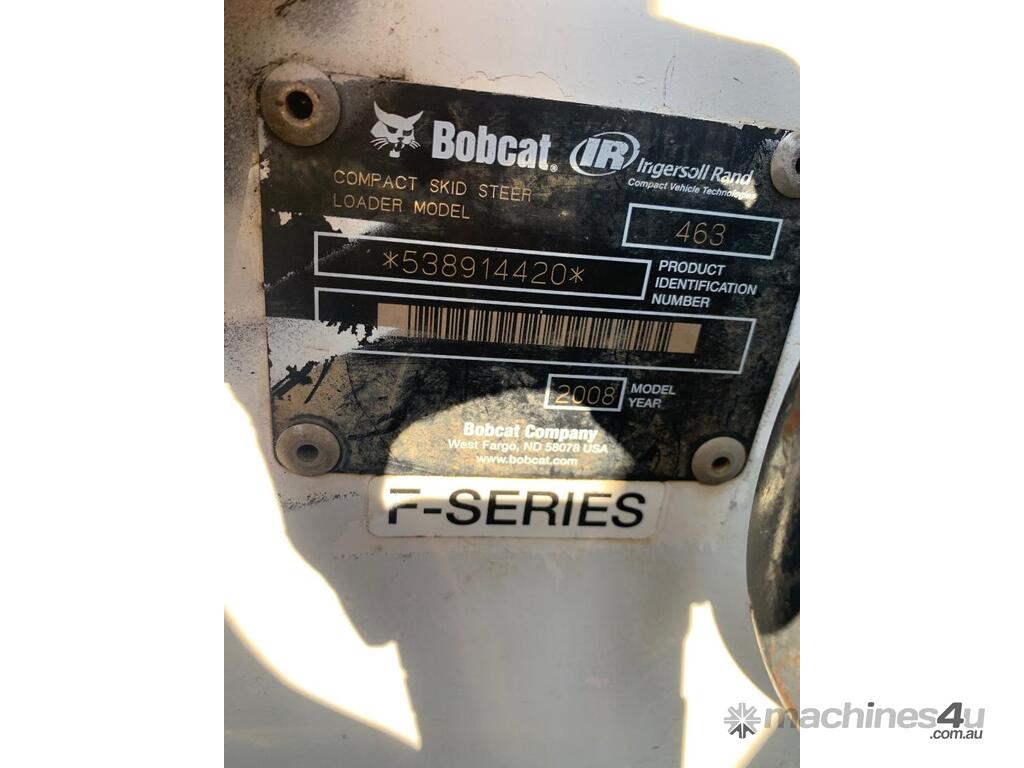 Bobcat®
IR Ingersoll Rand
Compact Vehicle Technologies
COMPACT SKID STEER
LOADER MODEL
463
*538914420*
PRODUCT
IDENTIFICATION
NUMBER
2008
MODEL
YEAR
Bobcat Company
West Fargo, ND 58078 USA
www.bobcat.com
F-SERIES
machines4u
.com.au